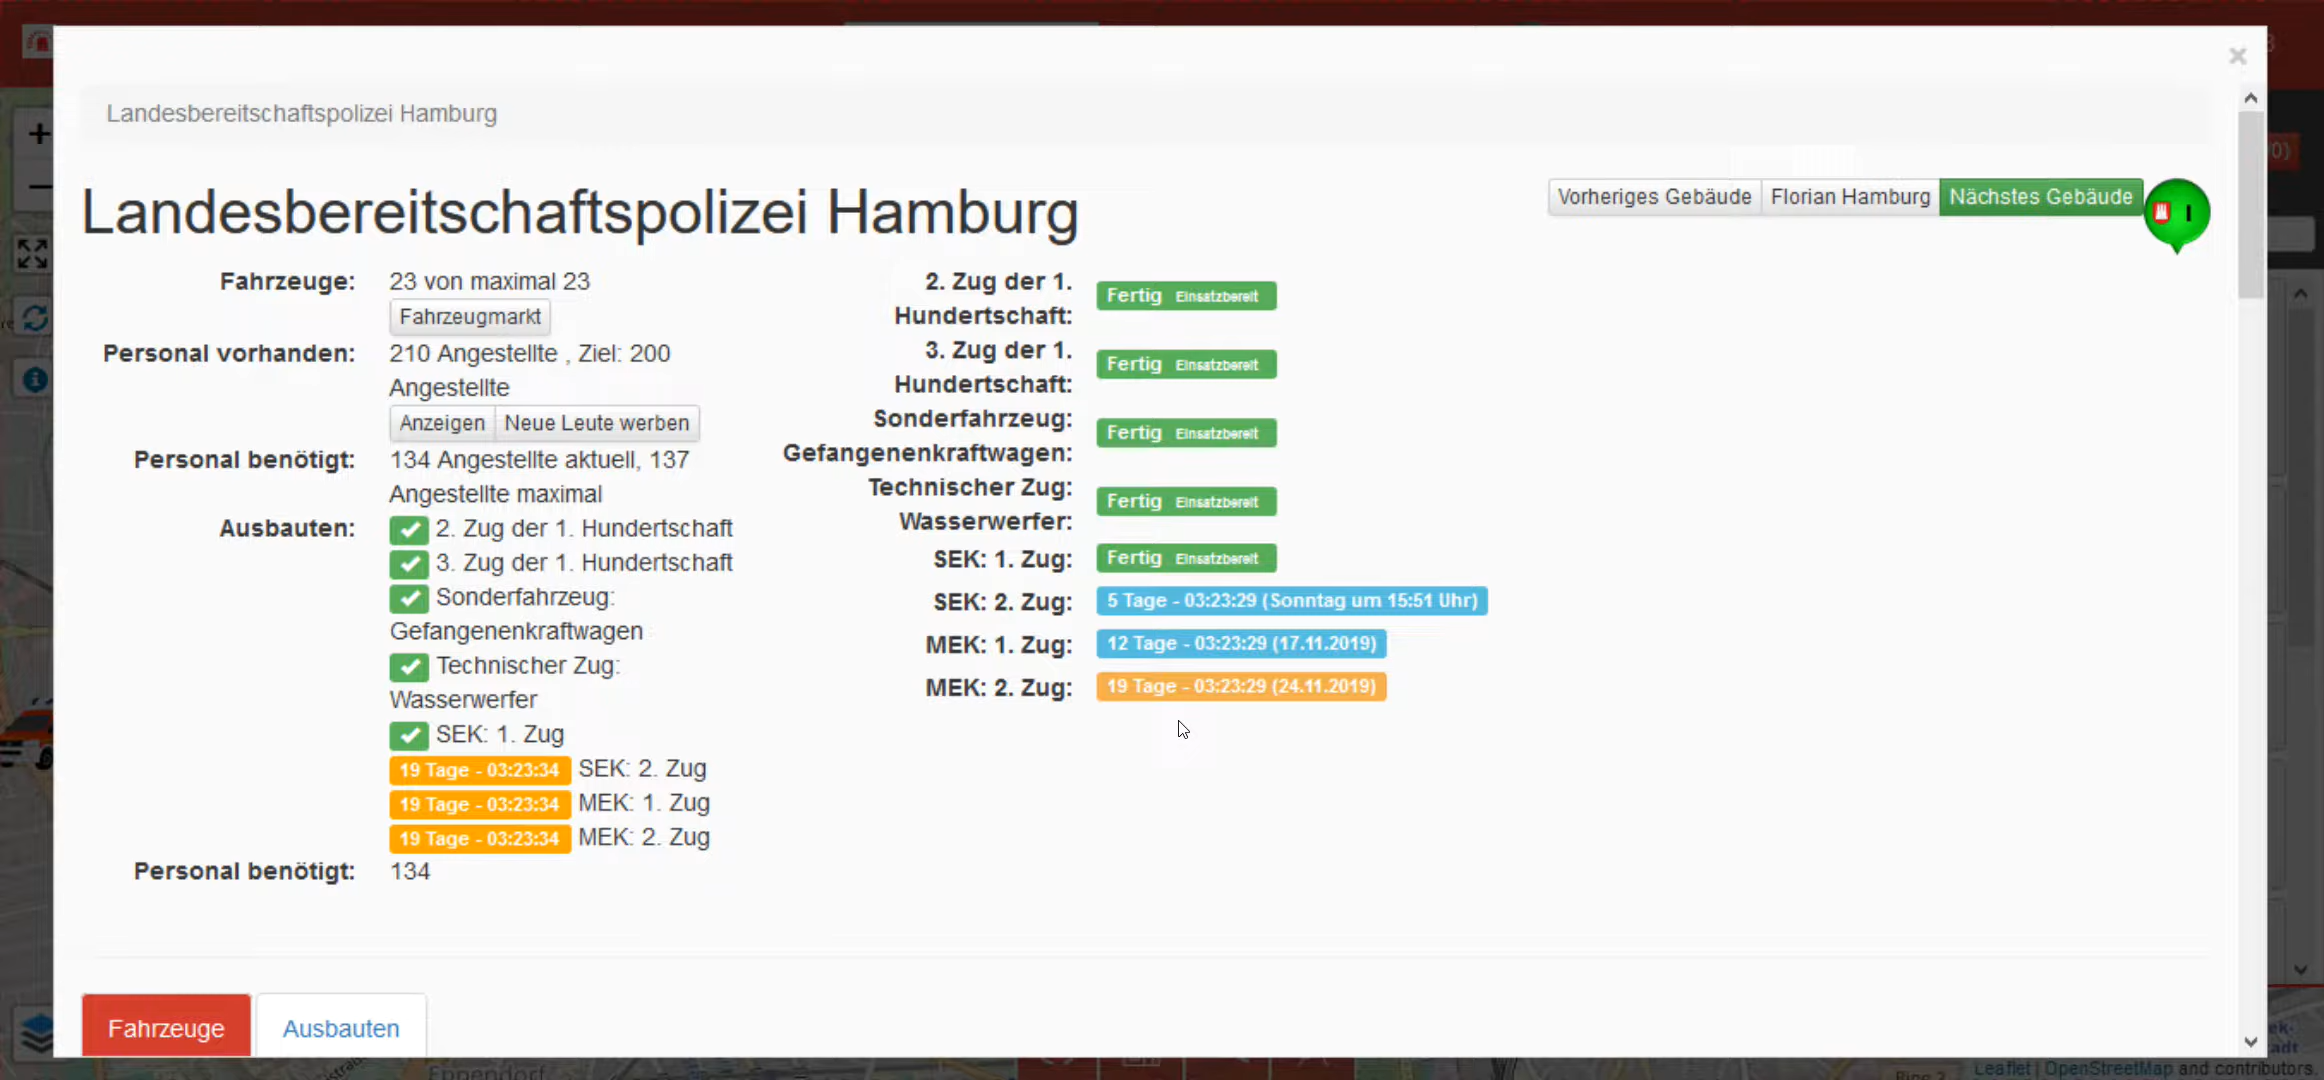 Landesbereitschaftspolizei Hamburg
Landesbereitschaftspolizei Hamburg
Vorheriges Gebäude Florian Hamburg Nächstes Gebäude
Fahrzeuge: 23 von maximal 23
Fahrzeugmarkt
Personal vorhanden: 210 Angestellte , Ziel: 200
Angestellte
Anzeigen Neue Leute werben
Personal benötigt: 134 Angestellte aktuell, 137
Angestellte maximal
Ausbauten: 2. Zug der 1. Hundertschaft
3. Zug der 1. Hundertschaft
Sonderfahrzeug:
Gefangenenkraftwagen
Technischer Zug:
Wasserwerfer
SEK: 1. Zug
19 Tage - 03:23:34 SEK: 2. Zug
19 Tage - 03:23:34 MEK: 1. Zug
19 Tage - 03:23:34 MEK: 2. Zug
Personal benötigt: 134
2. Zug der 1.
Hundertschaft: Fertig Einsatzbereit
3. Zug der 1.
Hundertschaft: Fertig Einsatzbereit
Sonderfahrzeug:
Gefangenenkraftwagen: Fertig Einsatzbereit
Technischer Zug:
Wasserwerfer: Fertig Einsatzbereit
SEK: 1. Zug: Fertig Einsatzbereit
SEK: 2. Zug: 5 Tage - 03:23:29 (Sonntag um 15:51 Uhr)
MEK: 1. Zug: 12 Tage - 03:23:29 (17.11.2019)
MEK: 2. Zug: 19 Tage - 03:23:29 (24.11.2019)
Fahrzeuge Ausbauten
Eppendorf
Leaflet | OpenStreetMap and contributors